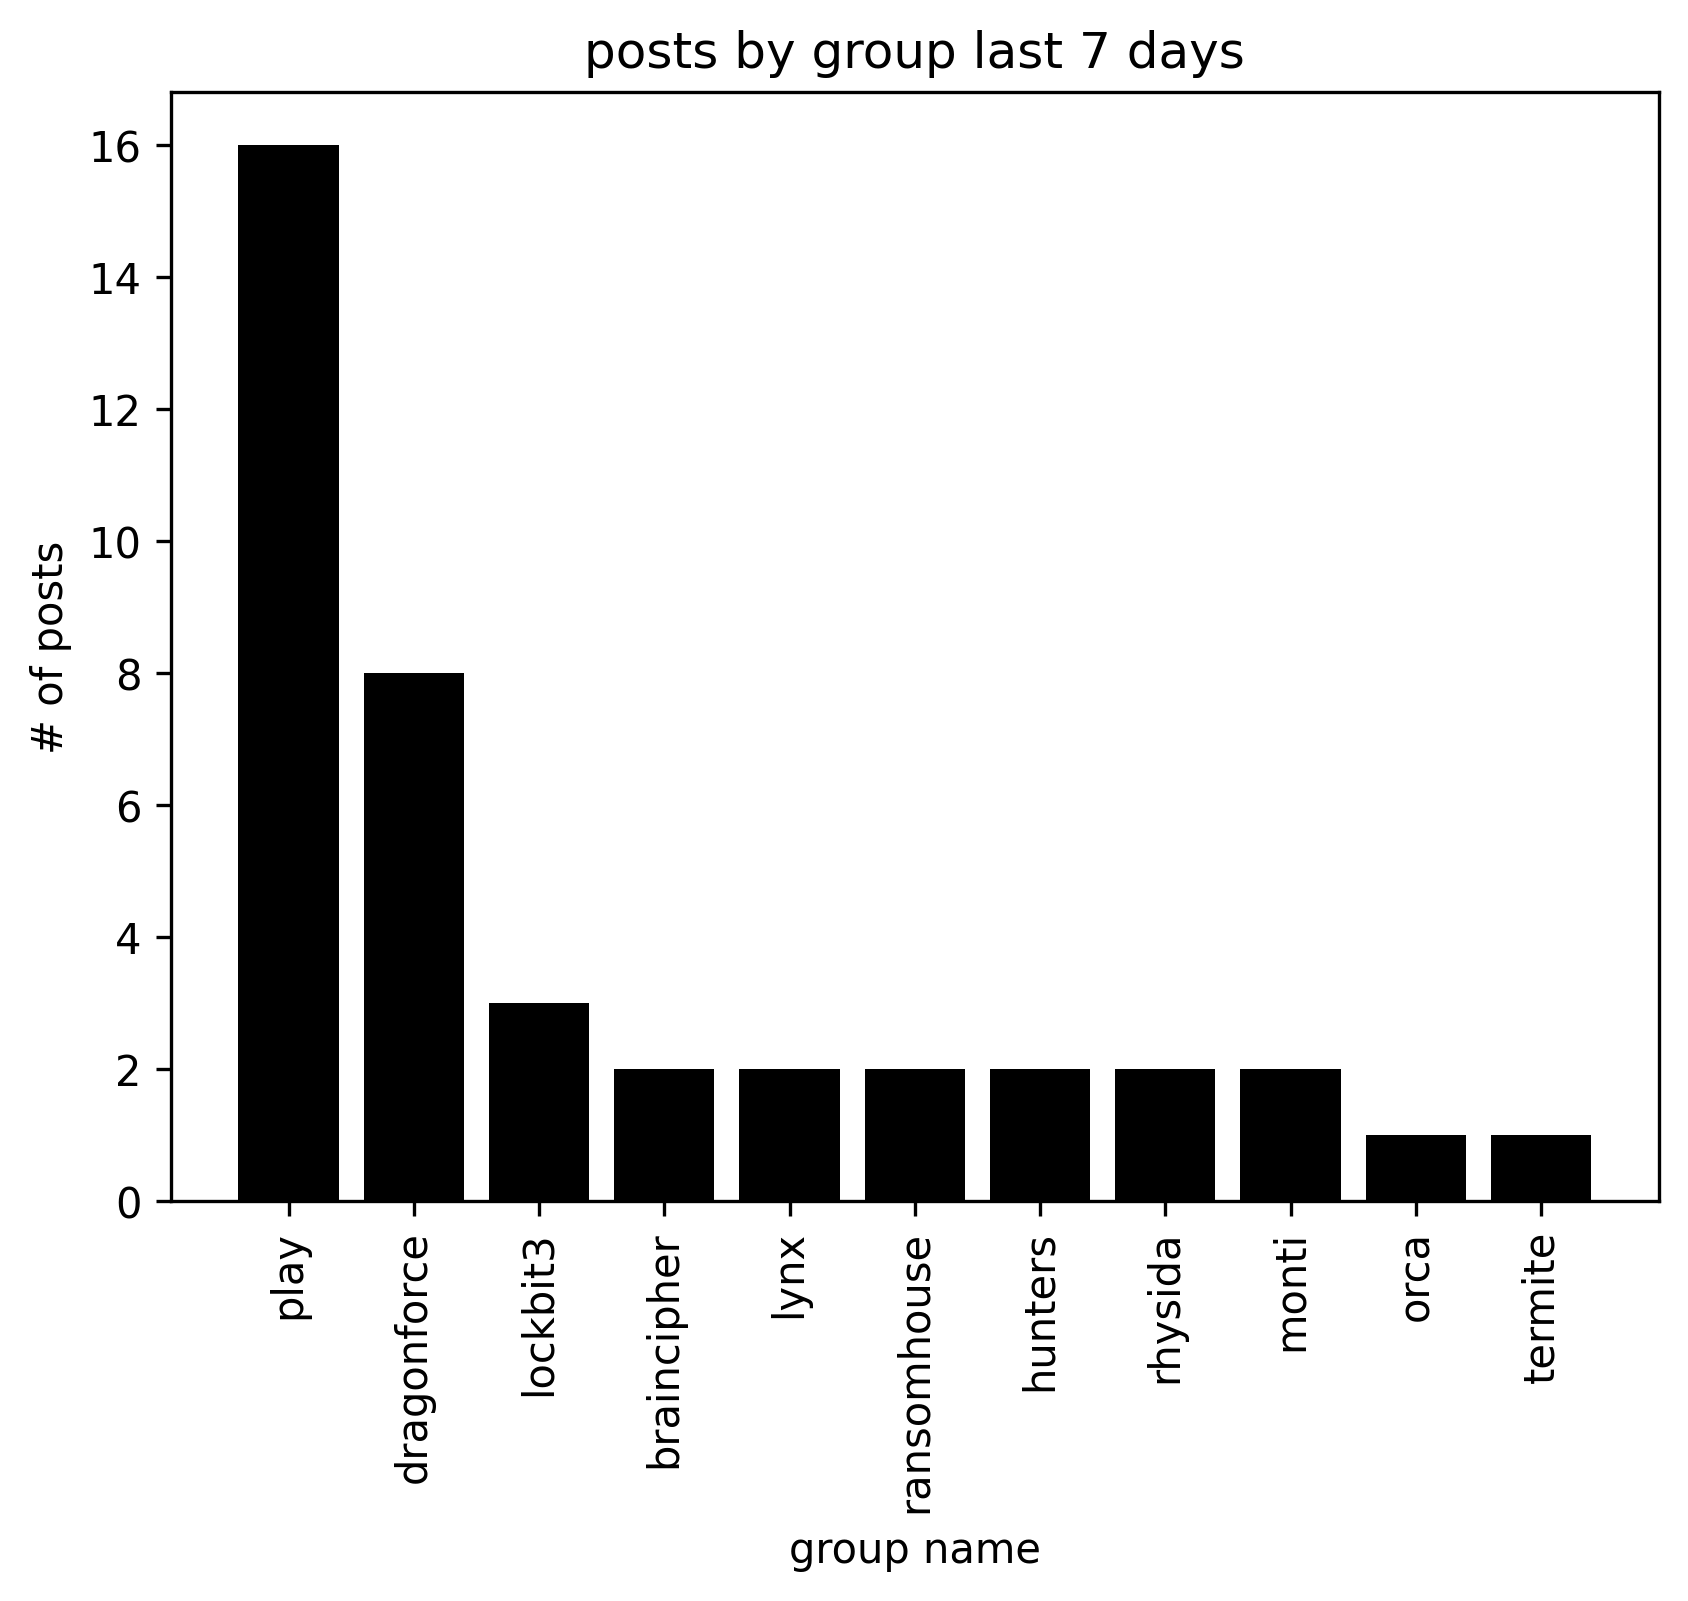 posts by group last 7 days
16
14
12
10
8
6
4
2
0
# of posts
play
dragonforce
lockbit3
braincipher
lynx
ransomhouse
hunters
rhysida
monti
orca
termite
group name